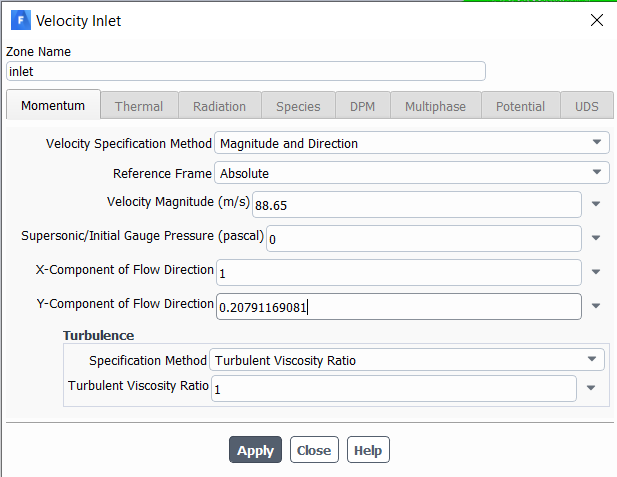 Velocity Inlet
Zone Name
inlet
Momentum Thermal Radiation Species DPM Multiphase Potential UDS
Velocity Specification Method Magnitude and Direction
Reference Frame Absolute
Velocity Magnitude (m/s) 88.65
Supersonic/Initial Gauge Pressure (pascal) 0
X-Component of Flow Direction 1
Y-Component of Flow Direction 0.20791169081
Turbulence
Specification Method Turbulent Viscosity Ratio
Turbulent Viscosity Ratio 1
Apply Close Help